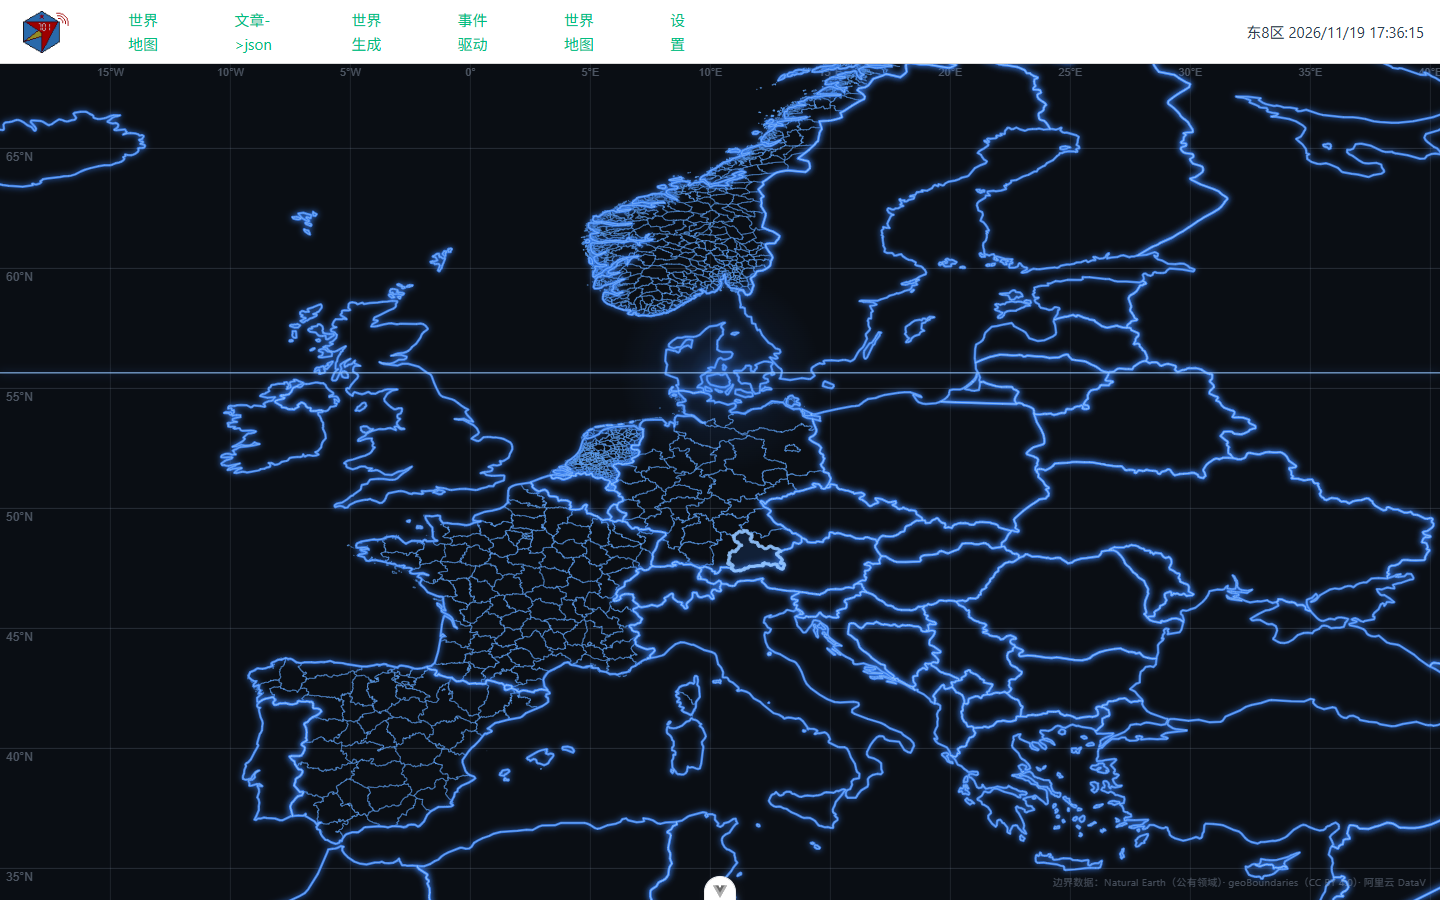 世界
地图
文章-
>json
世界
生成
事件
驱动
世界
地图
设
置
东8区 2026/11/19 17:36:15
15°W 10°W 5°W 0° 5°E 10°E 15°E 20°E 25°E 30°E 35°E 40°E
65°N
60°N
55°N
50°N
45°N
40°N
35°N
边界数据：Natural Earth（公有领域）· geoBoundaries（CC BY 4.0）· 阿里云 DataV